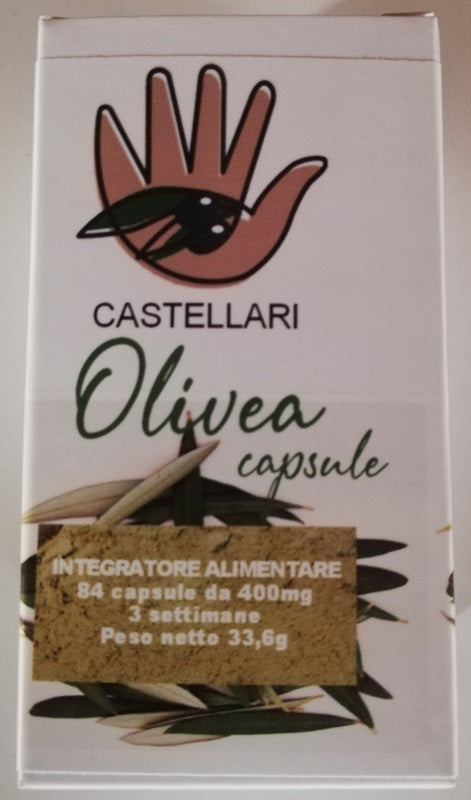 CASTELLARI
Olivea
capsule
INTEGRATORE ALIMENTARE
84 capsule da 400mg
3 settimane
Peso netto 33,6g